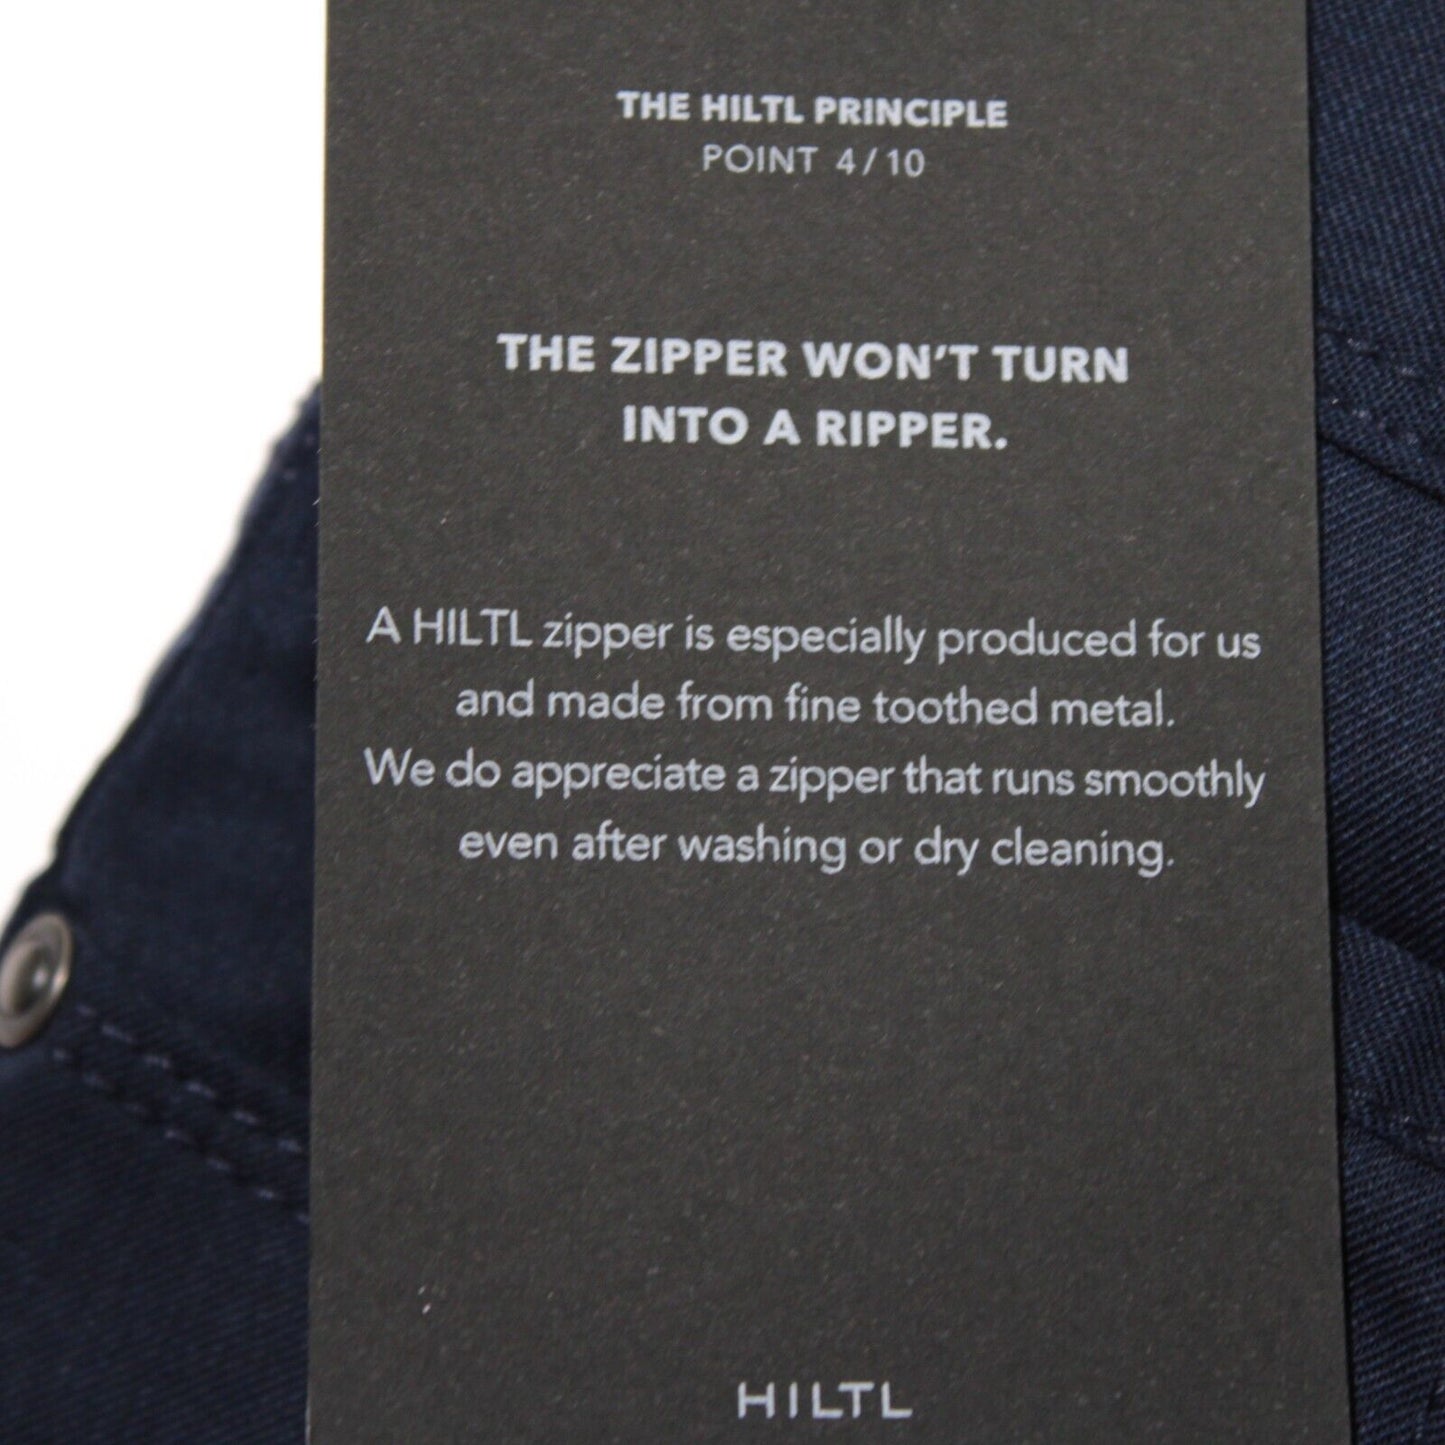 THE HILTL PRINCIPLE
POINT 4/10
THE ZIPPER WON'T TURN
INTO A RIPPER.
A HILTL zipper is especially produced for us
and made from fine toothed metal.
We do appreciate a zipper that runs smoothly
even after washing or dry cleaning.
HILTL